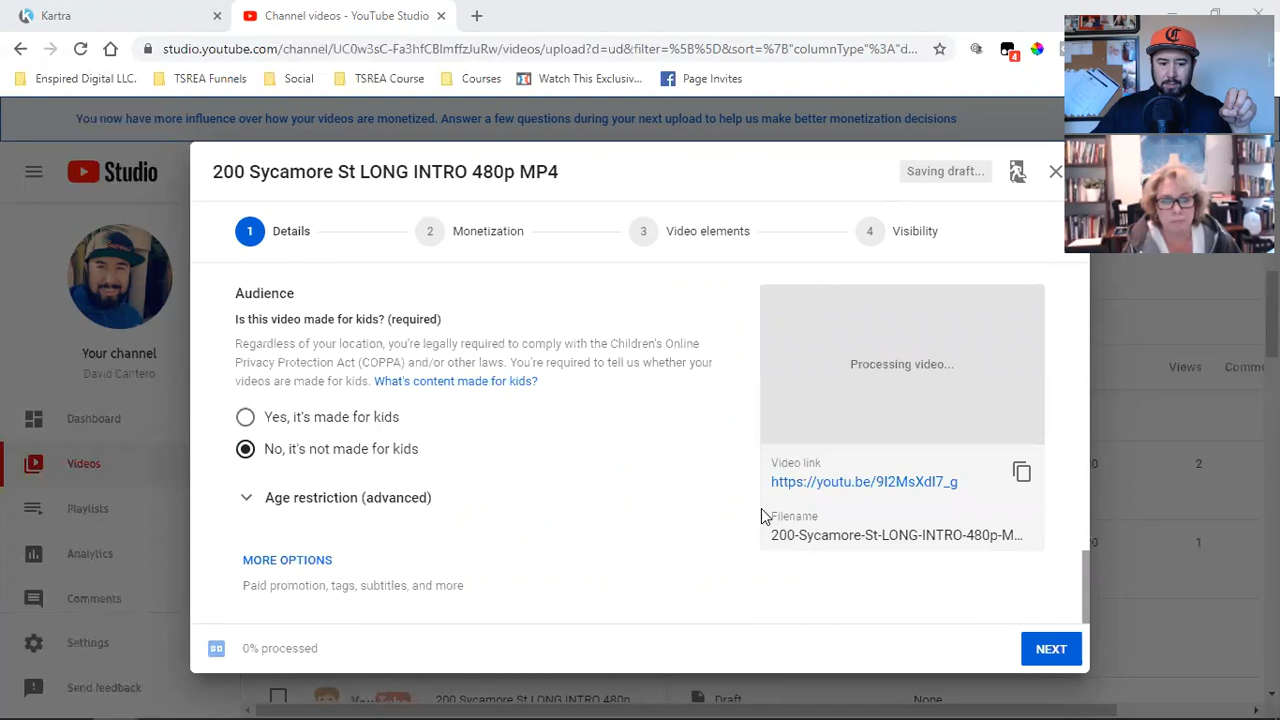 Kartra
Channel videos - YouTube Studio
studio.youtube.com/channel/UC0w3sC-Fa3hfCBlmffzJuRw/videos/upload?d=ud&filter=%5B%5D&sort=%7B"columnType"%3A"d...
4
Enspired Digital LLC.
TSREA Funnels
Social
TSREA Course
Courses
Watch This Exclusiv...
Page Invites
You now have more influence over how your videos are monetized. Answer a few questions during your next upload to help us make better monetization decisions
Studio
Your channel
David Cantero
Dashboard
Videos
Playlists
Analytics
Comments
Settings
Send feedback
200 Sycamore St LONG INTRO 480p MP4
Saving draft...
1 Details
2 Monetization
3 Video elements
4 Visibility
Audience
Is this video made for kids? (required)
Regardless of your location, you're legally required to comply with the Children's Online
Privacy Protection Act (COPPA) and/or other laws. You're required to tell us whether your
videos are made for kids. What's content made for kids?
Yes, it's made for kids
No, it's not made for kids
Age restriction (advanced)
MORE OPTIONS
Paid promotion, tags, subtitles, and more
Processing video...
Video link
https://youtu.be/9I2MsXdI7_g
Filename
200-Sycamore-St-LONG-INTRO-480p-M...
SD
0% processed
NEXT
Views
Comm
0
2
0
1
200 Sycamore St LONG INTRO 480p
Draft
None